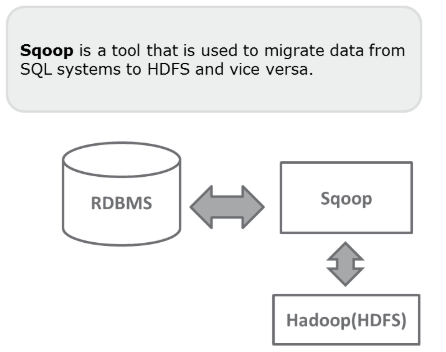 Sqoop is a tool that is used to migrate data from
SQL systems to HDFS and vice versa.
RDBMS
Sqoop
Hadoop(HDFS)